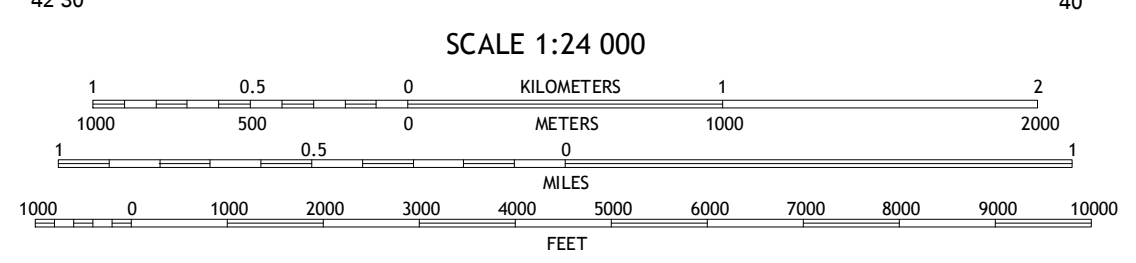 42'30" 40'
SCALE 1:24 000
1 0.5 0 KILOMETERS 1 2
1000 500 0 METERS 1000 2000
1 0.5 0 1
MILES
1000 0 1000 2000 3000 4000 5000 6000 7000 8000 9000 10000
FEET